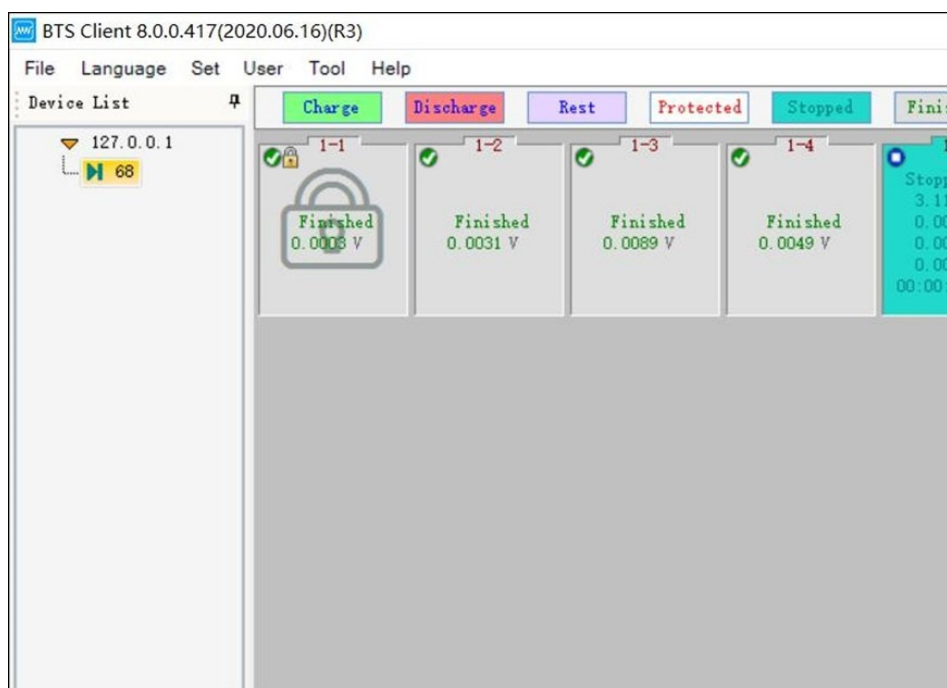 BTS Client 8.0.0.417(2020.06.16)(R3)
File Language Set User Tool Help
Device List
Charge Discharge Rest Protected Stopped
127.0.0.1
68
1-1 1-2 1-3 1-4
Finished Finished Finished Finished
0.0003 V 0.0031 V 0.0089 V 0.0049 V